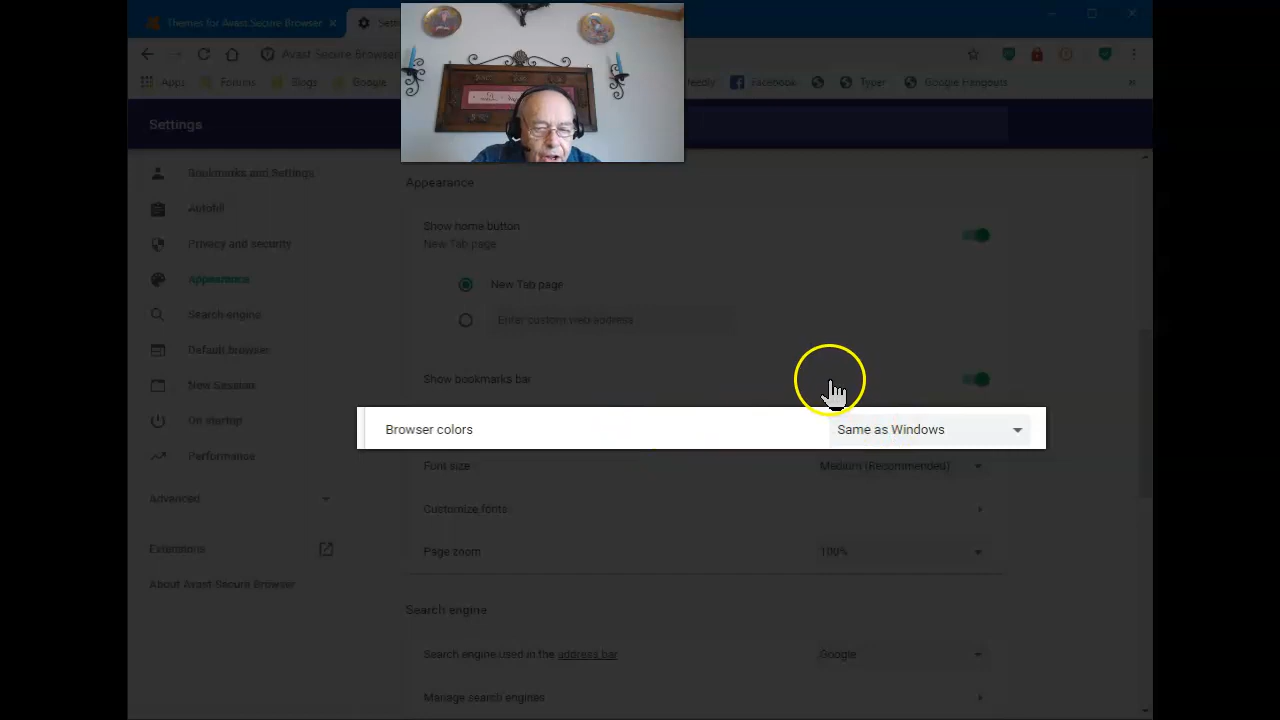 Themes for Avast Secure Browser
Avast Secure Browser
Apps Forums Blogs Google Facebook Typer Google Hangouts
Settings
Bookmarks and Settings
Autofill
Privacy and security
Appearance
Search engine
Default browser
New Session
On startup
Performance
Advanced
Extensions
About Avast Secure Browser
Appearance
Show home button
New Tab page
New Tab page
Enter custom web address
Show bookmarks bar
Browser colors Same as Windows
Font size Medium (Recommended)
Customize fonts
Page zoom 100%
Search engine
Search engine used in the address bar Google
Manage search engines